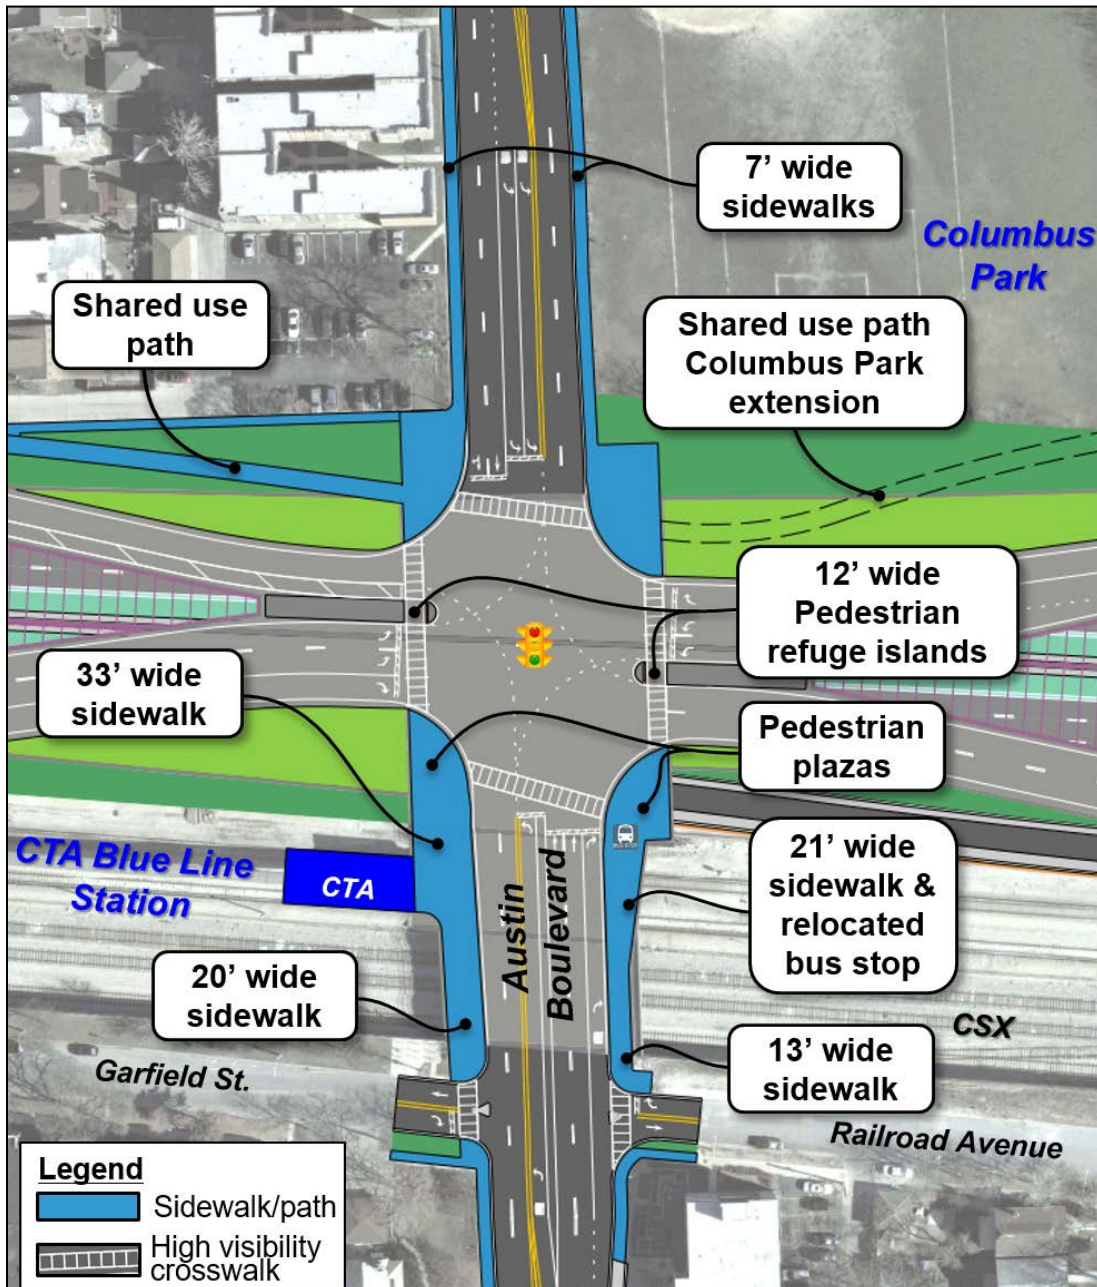 7’ wide
sidewalks
Columbus
Park
Shared use
path
Shared use path
Columbus Park
extension
12’ wide
Pedestrian
refuge islands
33’ wide
sidewalk
Pedestrian
plazas
CTA Blue Line
Station
CTA
Austin
Boulevard
21’ wide
sidewalk &
relocated
bus stop
20’ wide
sidewalk
CSX
13’ wide
sidewalk
Garfield St.
Railroad Avenue
Legend
Sidewalk/path
High visibility
crosswalk